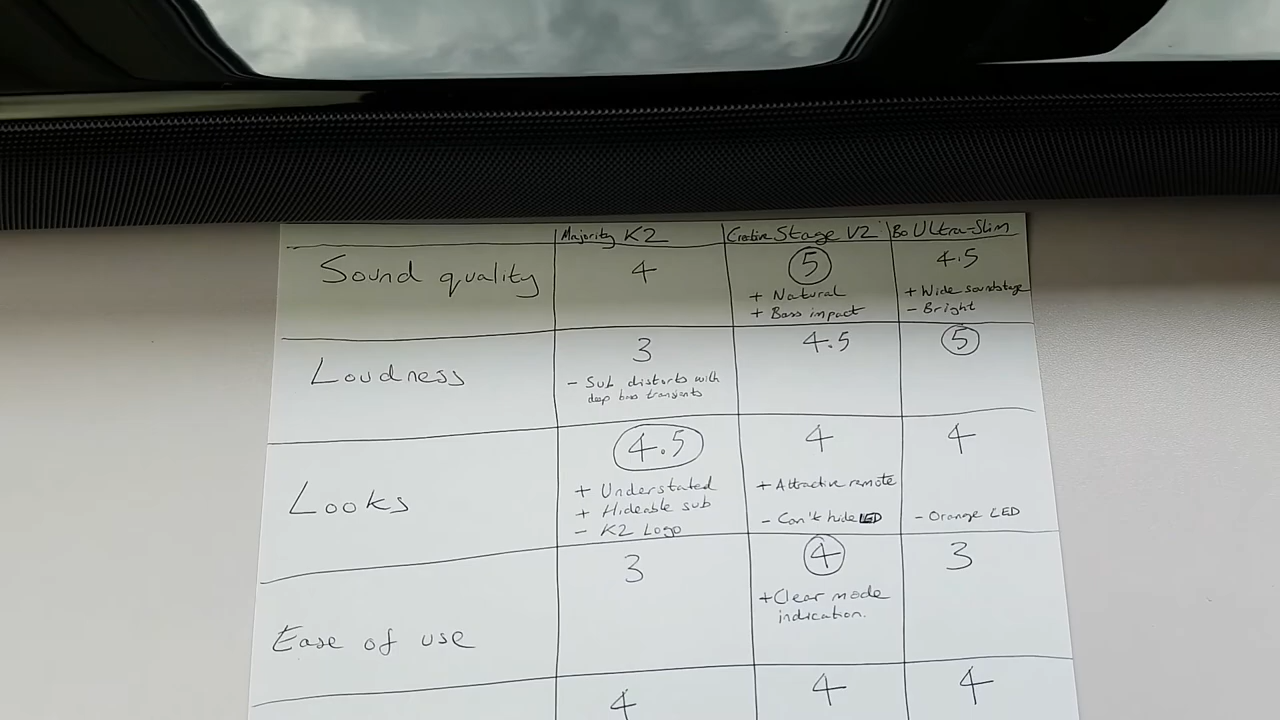 Majority K2 Creative Stage V2 Bo Ultra-Slim
Sound quality 4 5 4.5
+ Natural + Wide soundstage
+ Bass impact - Bright
Loudness 3 4.5 5
- Sub distorts with
deep bass transients
Looks 4.5 4 4
+ Understated + Attractive remote
+ Hideable sub
- K2 Logo - Can't hide LED - Orange LED
Ease of use 3 4 3
+Clear mode
indication.
4 4 4